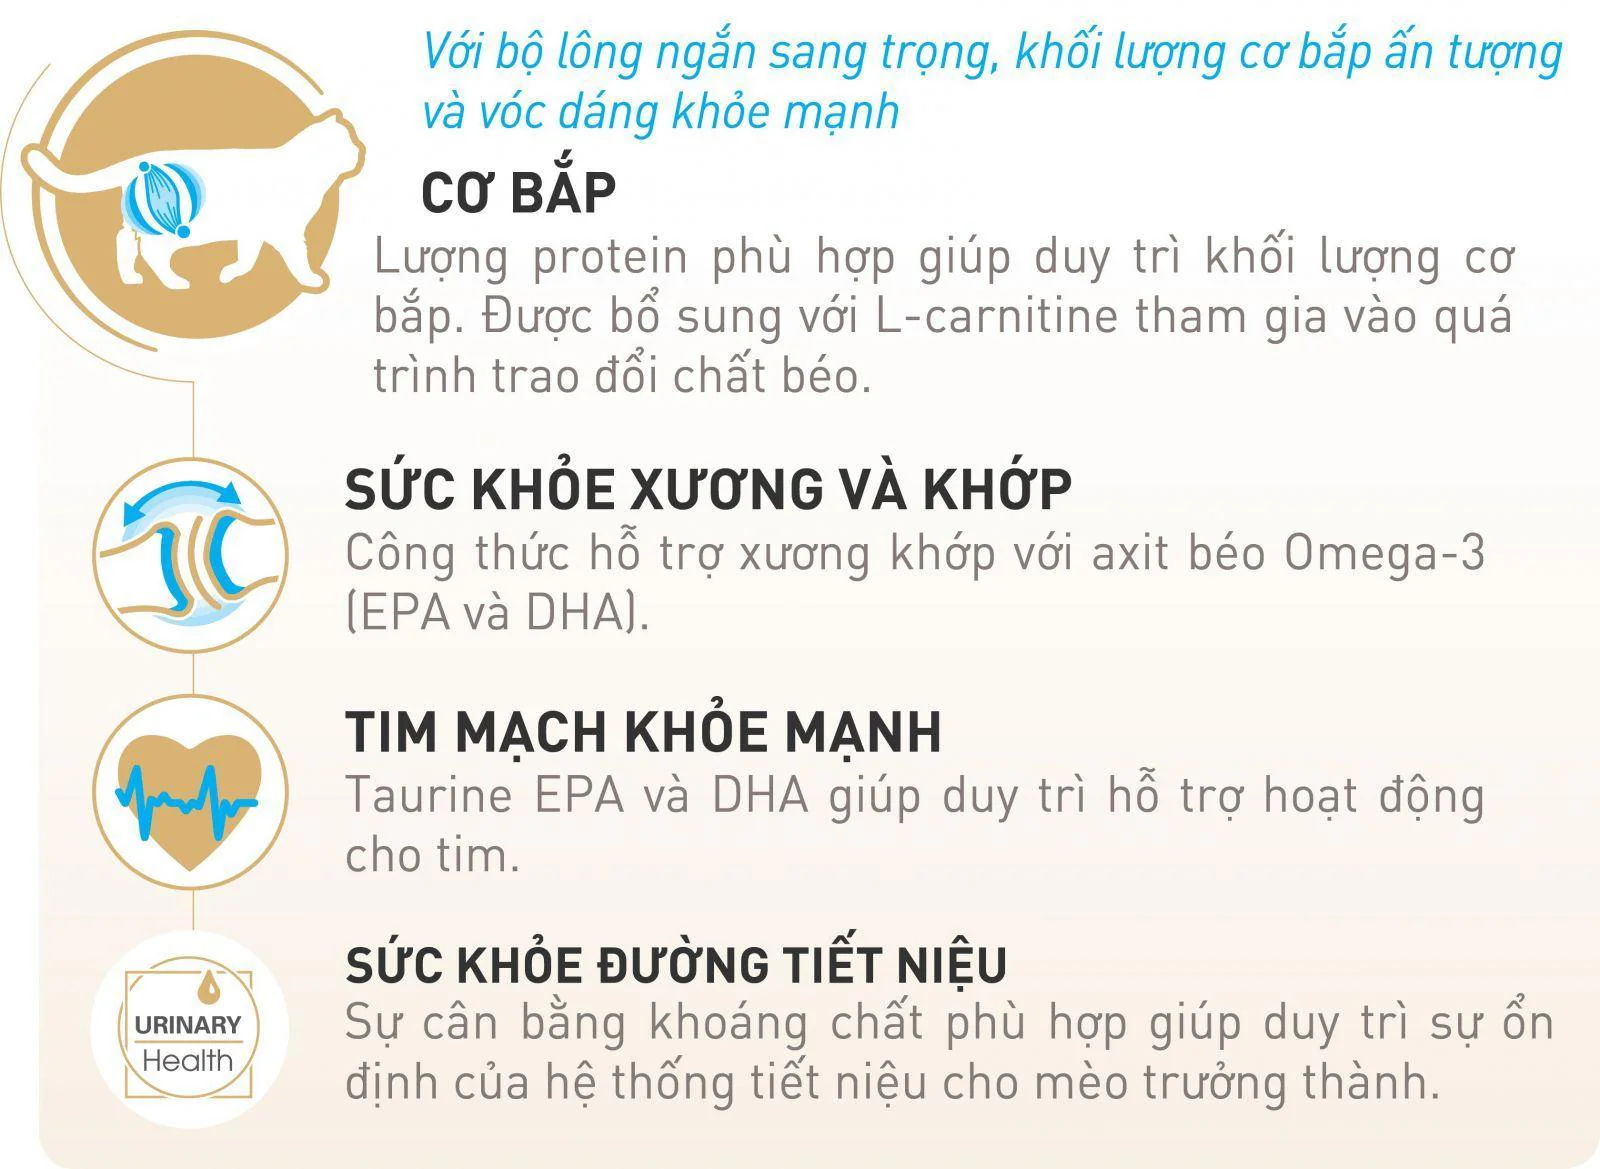 Với bộ lông ngắn sang trọng, khối lượng cơ bắp ấn tượng
và vóc dáng khỏe mạnh
CƠ BẮP
Lượng protein phù hợp giúp duy trì khối lượng cơ
bắp. Được bổ sung với L-carnitine tham gia vào quá
trình trao đổi chất béo.
SỨC KHỎE XƯƠNG VÀ KHỚP
Công thức hỗ trợ xương khớp với axit béo Omega-3
(EPA và DHA).
TIM MẠCH KHỎE MẠNH
Taurine EPA và DHA giúp duy trì hỗ trợ hoạt động
cho tim.
SỨC KHỎE ĐƯỜNG TIẾT NIỆU
URINARY
Health
Sự cân bằng khoáng chất phù hợp giúp duy trì sự ổn
định của hệ thống tiết niệu cho mèo trưởng thành.